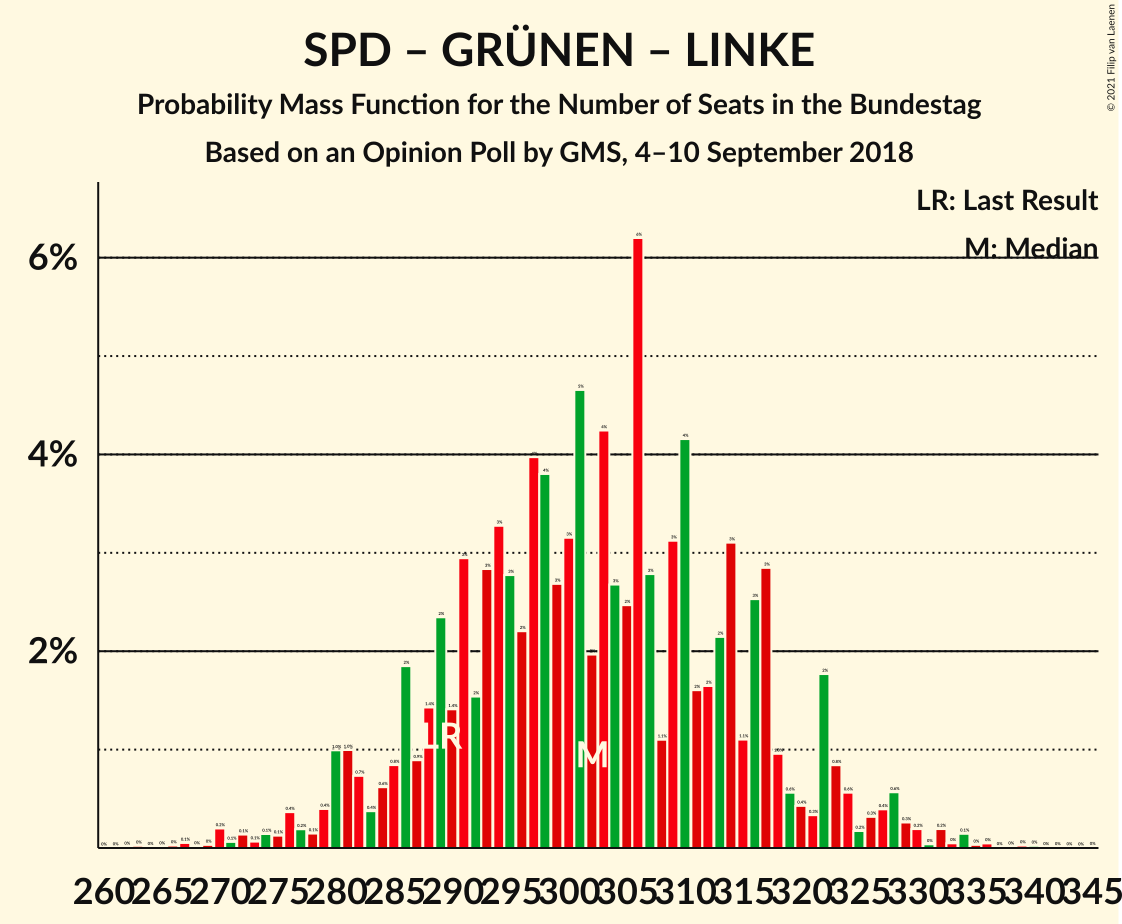 SPD – GRÜNEN – LINKE
Probability Mass Function for the Number of Seats in the Bundestag
Based on an Opinion Poll by GMS, 4–10 September 2018
© 2021 Filip van Laenen
LR: Last Result
M: Median
6%
4%
2%
LR
M
260 265 270 275 280 285 290 295 300 305 310 315 320 325 330 335 340 345